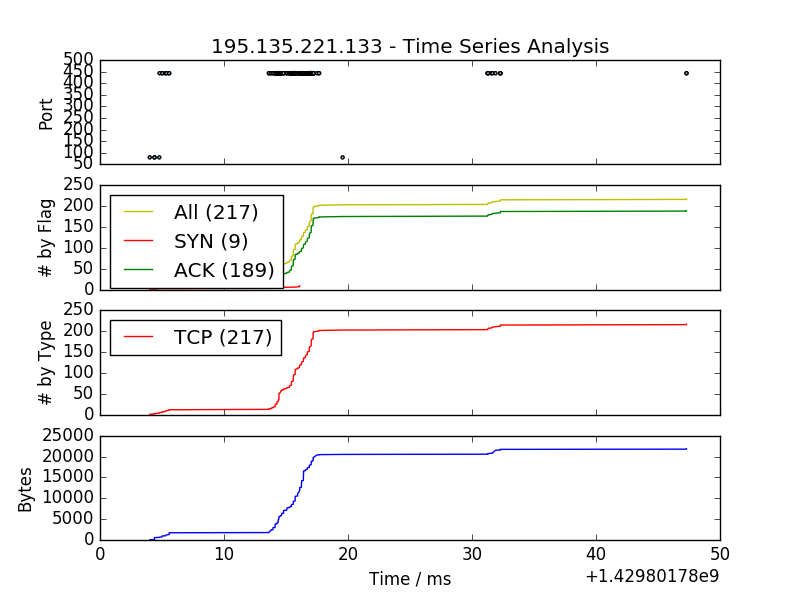 195.135.221.133 - Time Series Analysis
500
450
400
350
300
250
200
150
100
50
Port
250
200
150
100
50
0
# by Flag
All (217)
SYN (9)
ACK (189)
250
200
150
100
50
0
# by Type
TCP (217)
25000
20000
15000
10000
5000
0
Bytes
0 10 20 30 40 50
Time / ms
+1.42980178e9